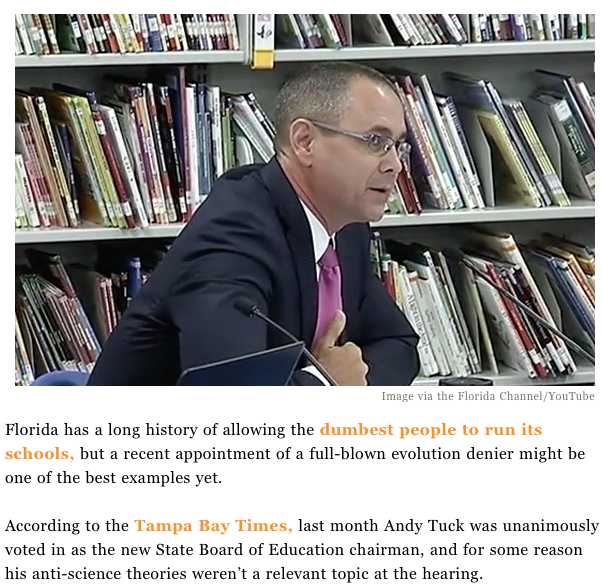 Image via the Florida Channel/YouTube
Florida has a long history of allowing the dumbest people to run its
schools, but a recent appointment of a full-blown evolution denier might be
one of the best examples yet.
According to the Tampa Bay Times, last month Andy Tuck was unanimously
voted in as the new State Board of Education chairman, and for some reason
his anti-science theories weren’t a relevant topic at the hearing.